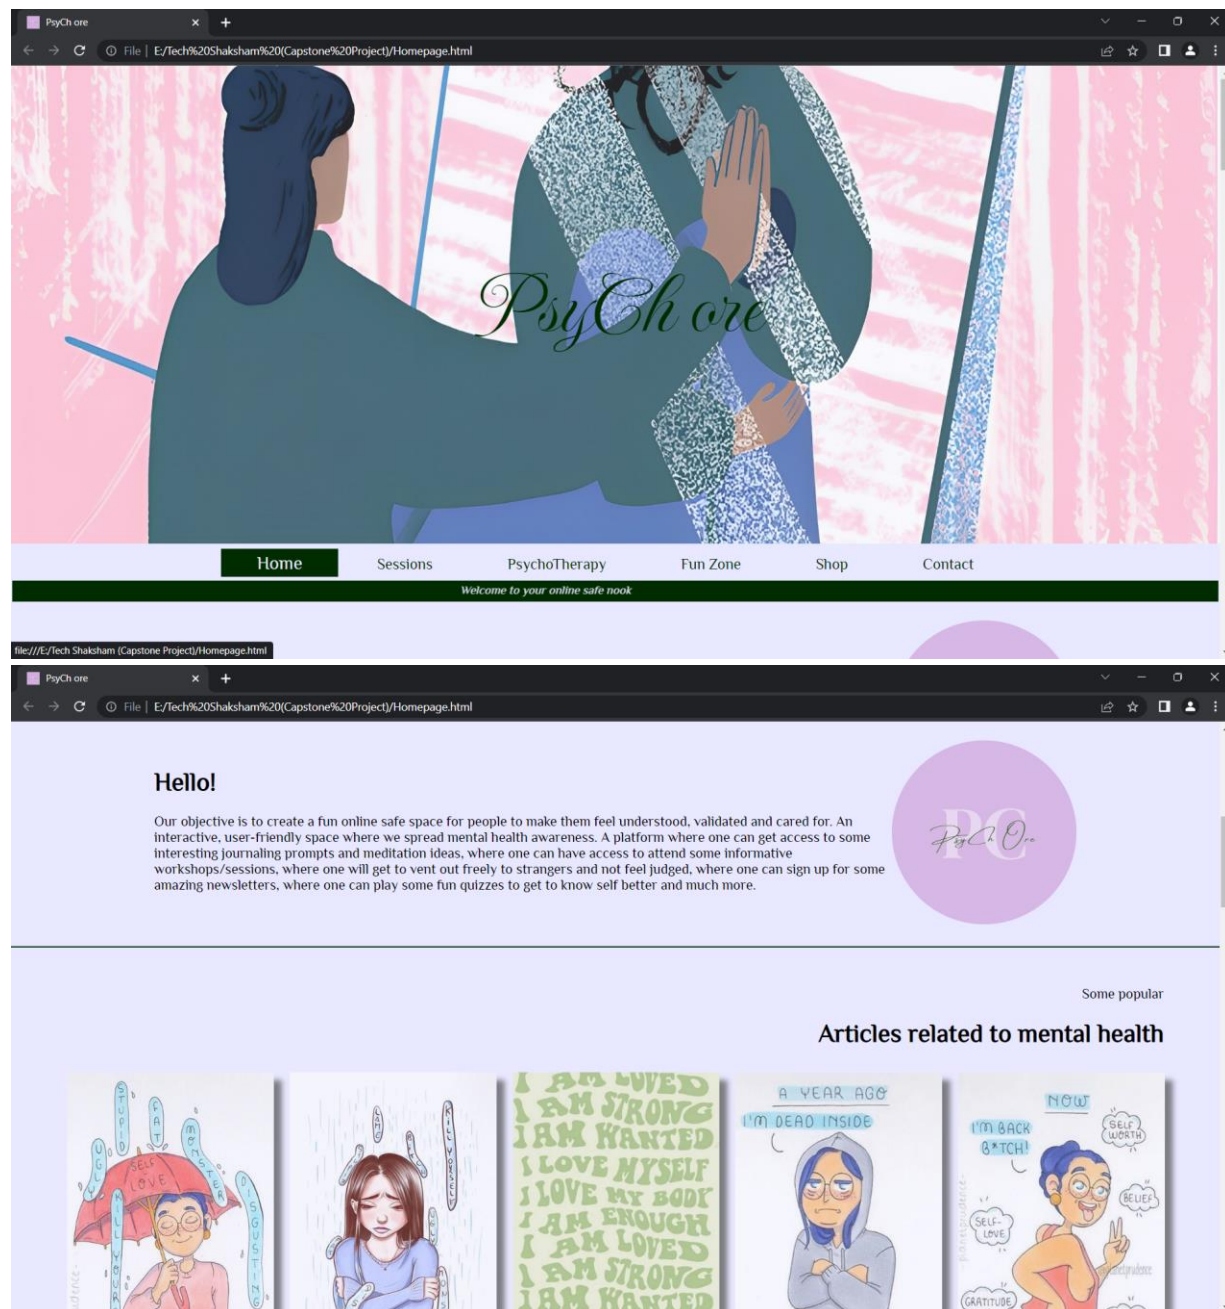 PsyCh ore
File | E:/Tech%20Shaksham%20(Capstone%20Project)/Homepage.html
PsyCh ore
Home Sessions PsychoTherapy Fun Zone Shop Contact
Welcome to your online safe nook
file:///E:/Tech Shaksham (Capstone Project)/Homepage.html
PsyCh ore
File | E:/Tech%20Shaksham%20(Capstone%20Project)/Homepage.html
Hello!
Our objective is to create a fun online safe space for people to make them feel understood, validated and cared for. An
interactive, user-friendly space where we spread mental health awareness. A platform where one can get access to some
interesting journaling prompts and meditation ideas, where one can have access to attend some informative
workshops/sessions, where one will get to vent out freely to strangers and not feel judged, where one can sign up for some
amazing newsletters, where one can play some fun quizzes to get to know self better and much more.
PC
PsyCh Ore
Some popular
Articles related to mental health
STUPID
FAT
MONSTER
UGLY
SELF
LOVE
DISGUSTING
KILL YOUR
KILL YOURSELF
I AM LOVED
I AM STRONG
I AM WANTED
I LOVE MYSELF
I LOVE MY BODY
I AM ENOUGH
I AM LOVED
I AM STRONG
I AM WANTED
A YEAR AGO
I'M DEAD INSIDE
NOW
I'M BACK
B*TCH!
SELF
WORTH
BELIEF
SELF-
LOVE
GRATITUDE
planetprudence